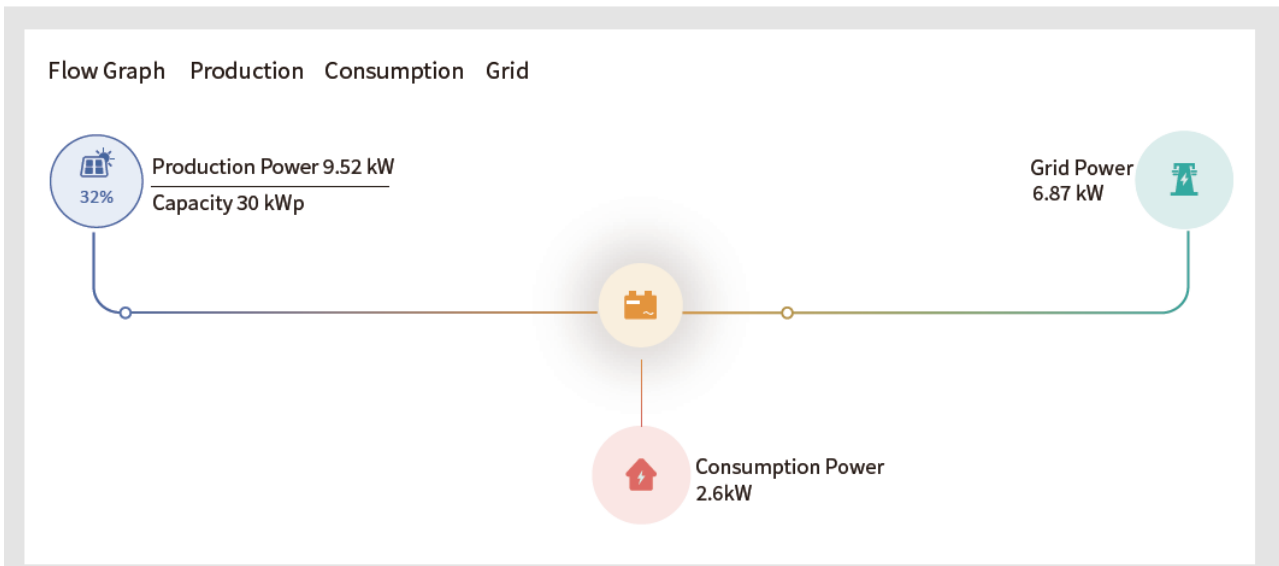 Flow Graph Production Consumption Grid
32%
Production Power 9.52 kW
Capacity 30 kWp
Grid Power
6.87 kW
Consumption Power
2.6kW